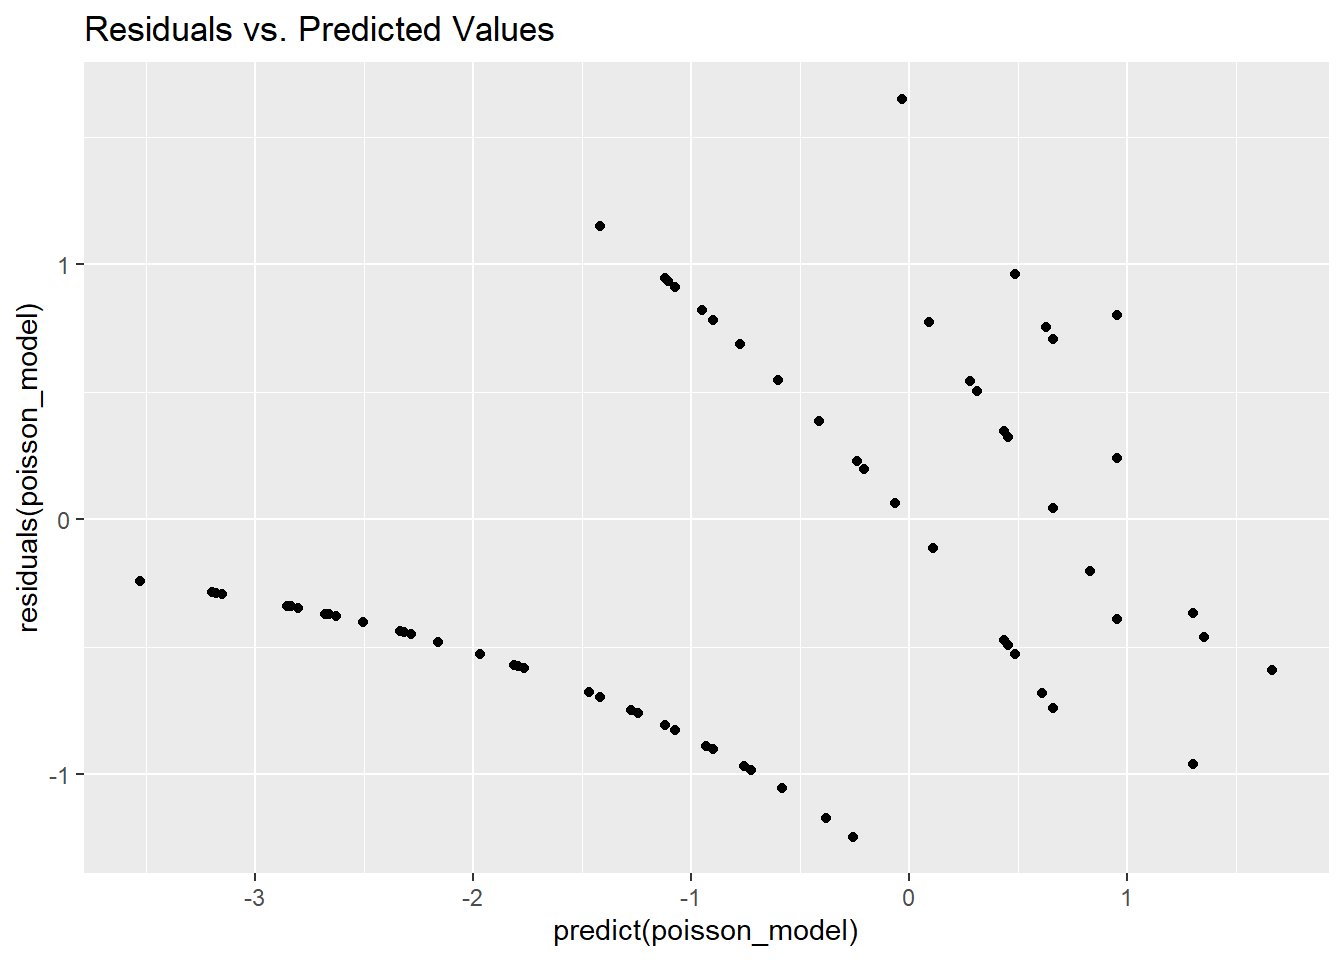 Residuals vs. Predicted Values
residuals(poisson_model)
1
0
-1
-3
-2
-1
0
1
predict(poisson_model)